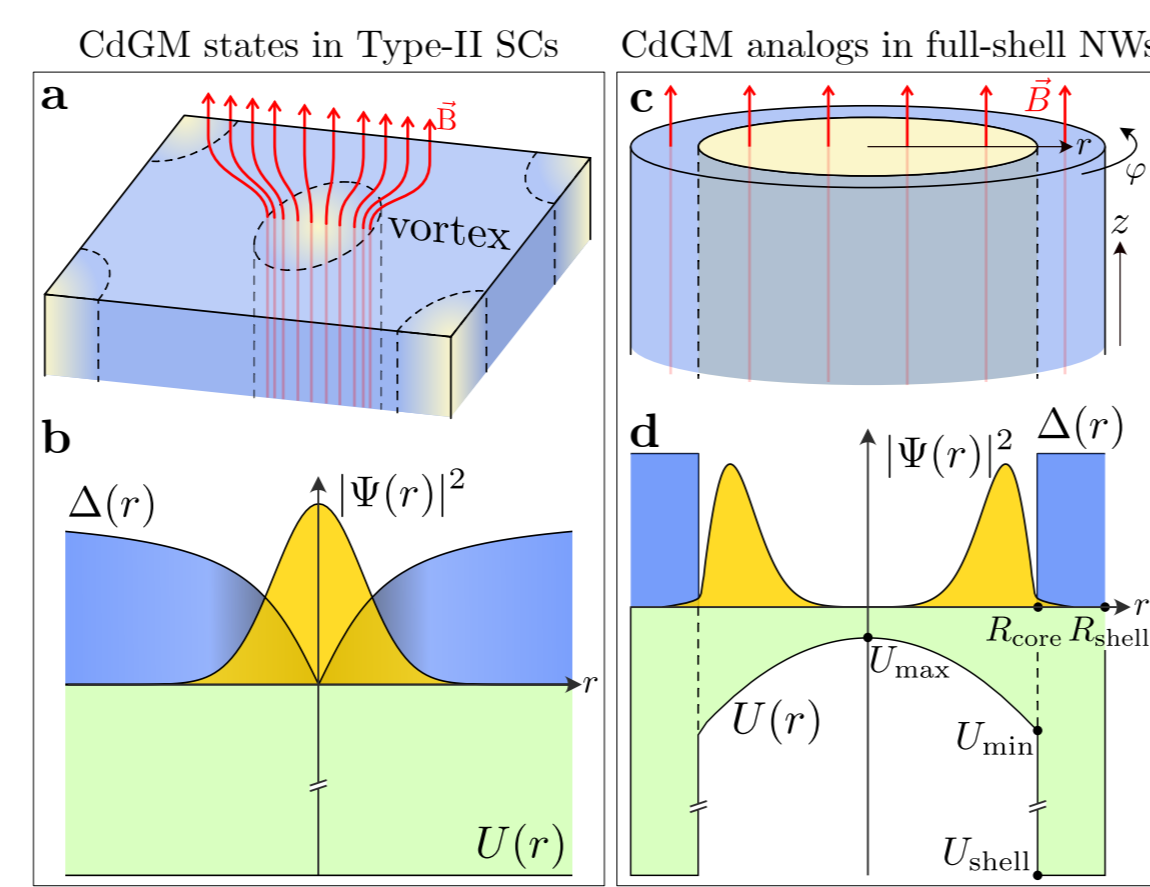 CdGM states in Type-II SCs
a
B⃗
vortex
b
Δ(r)
|Ψ(r)|²
r
U(r)
CdGM analogs in full-shell NWs
c
B⃗
r
φ
z
d
|Ψ(r)|²
Δ(r)
r
R_core R_shell
U_max
U(r)
U_min
U_shell